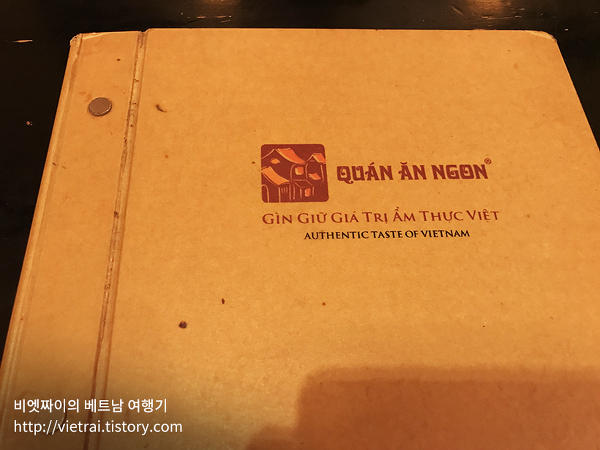 QUÁN ĂN NGON®
GÌN GIỮ GIÁ TRỊ ẨM THỰC VIỆT
AUTHENTIC TASTE OF VIETNAM
비엣짜이의 베트남 여행기
http://vietrai.tistory.com